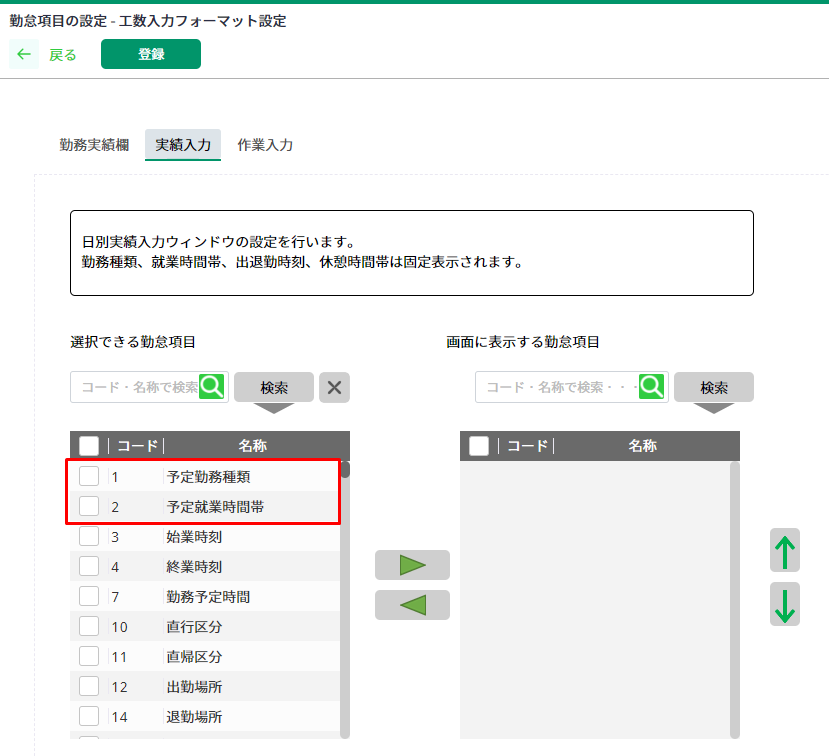 勤怠項目の設定 - 工数入力フォーマット設定
← 戻る 登録
勤務実績欄 実績入力 作業入力
日別実績入力ウィンドウの設定を行います。
勤務種類、就業時間帯、出退勤時刻、休憩時間帯は固定表示されます。
選択できる勤怠項目
コード・名称で検索 検索
コード 名称
1 予定勤務種類
2 予定就業時間帯
3 始業時刻
4 終業時刻
7 勤務予定時間
10 直行区分
11 直帰区分
12 出勤場所
14 退勤場所
画面に表示する勤怠項目
コード・名称で検索・・・ 検索
コード 名称